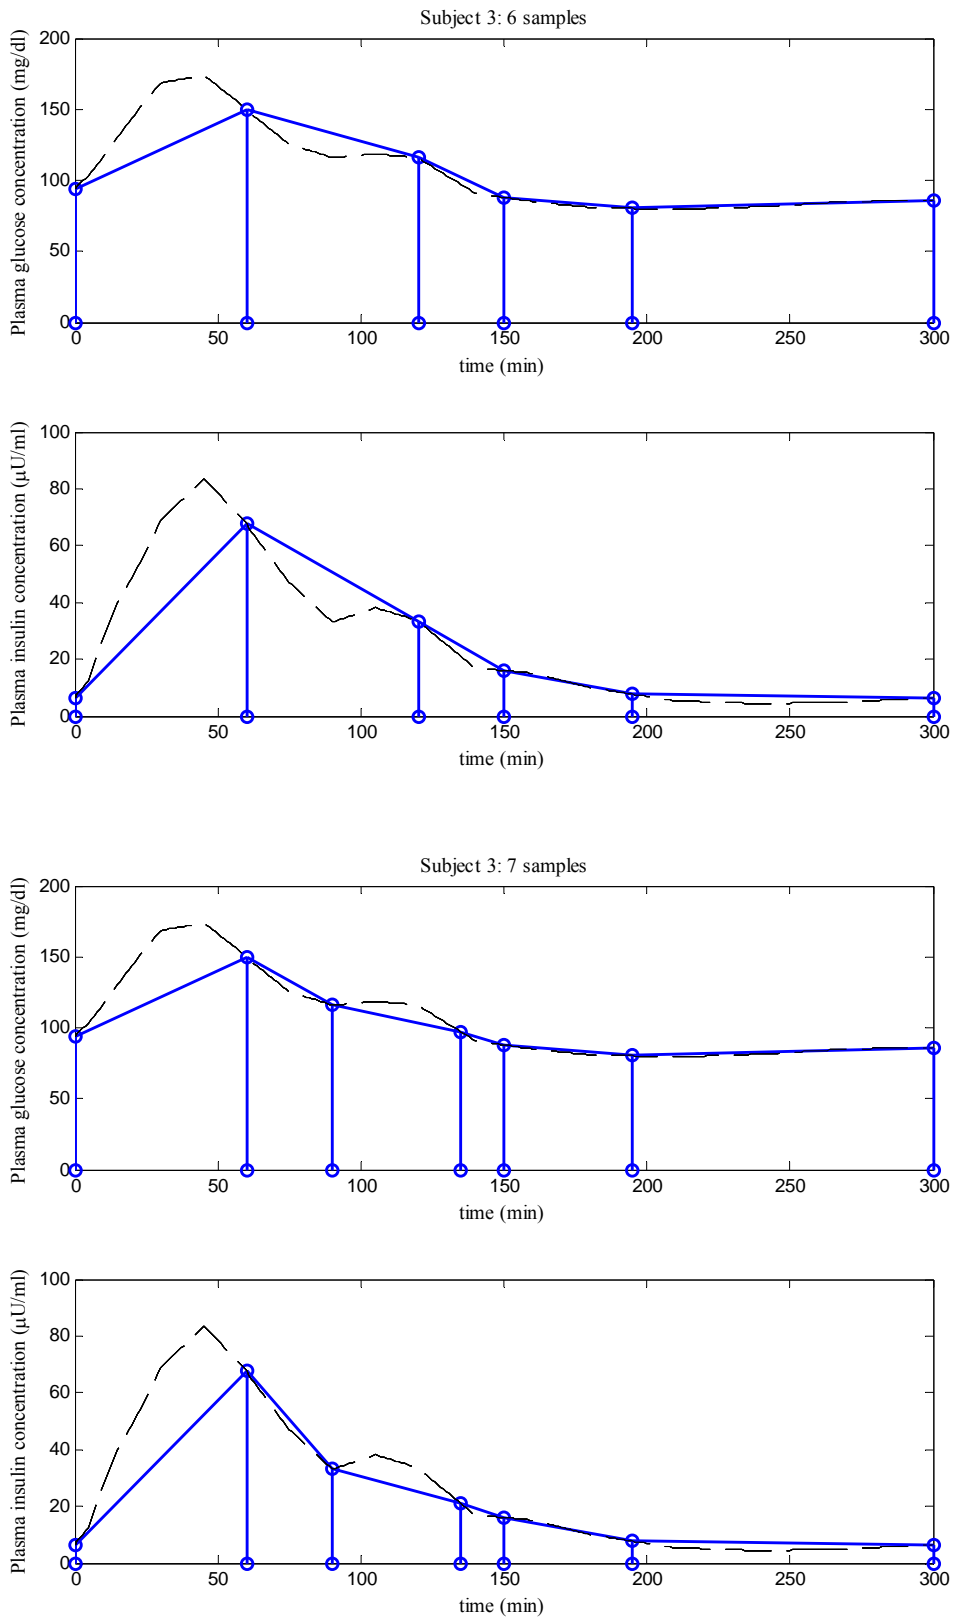 Subject 3: 6 samples
Plasma glucose concentration (mg/dl)
200
150
100
50
0
0 50 100 150 200 250 300
time (min)
Plasma insulin concentration (μU/ml)
100
80
60
40
20
0
0 50 100 150 200 250 300
time (min)
Subject 3: 7 samples
Plasma glucose concentration (mg/dl)
200
150
100
50
0
0 50 100 150 200 250 300
time (min)
Plasma insulin concentration (μU/ml)
100
80
60
40
20
0
0 50 100 150 200 250 300
time (min)